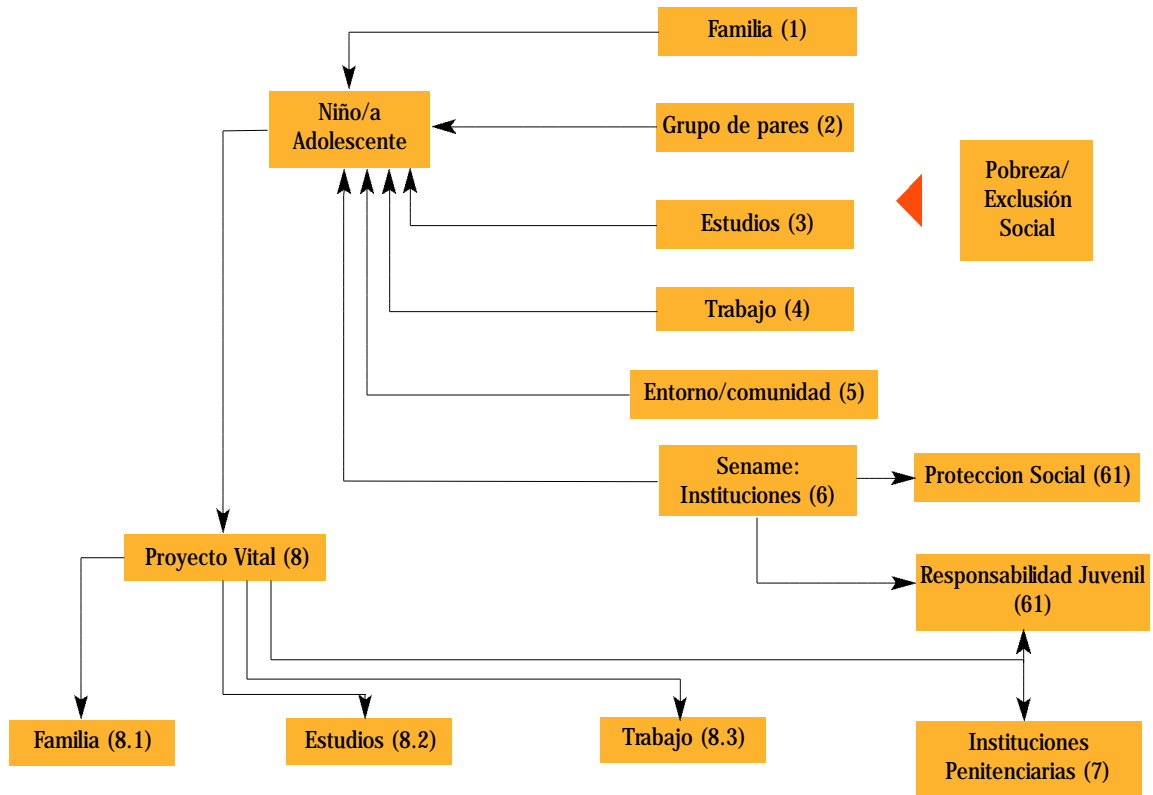 Familia (1)
Niño/a
Adolescente
Grupo de pares (2)
Pobreza/
Exclusión
Social
Estudios (3)
Trabajo (4)
Entorno/comunidad (5)
Sename:
Instituciones (6)
Proteccion Social (61)
Proyecto Vital (8)
Responsabilidad Juvenil
(61)
Familia (8.1)
Estudios (8.2)
Trabajo (8.3)
Instituciones
Penitenciarias (7)